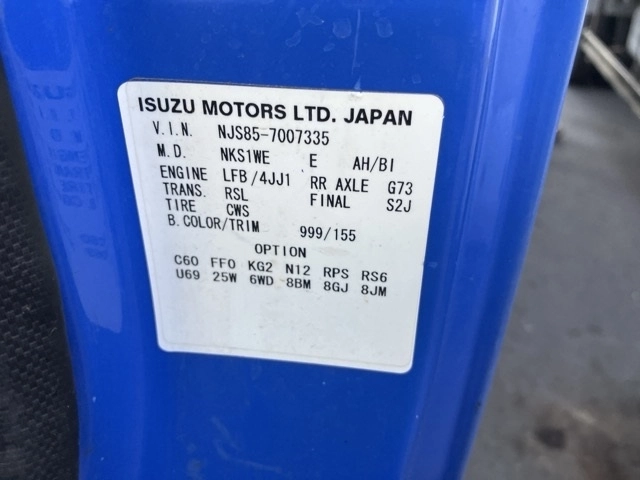 ISUZU MOTORS LTD. JAPAN
V.I.N. NJS85-7007335
M.D. NKS1WE E AH/BI
ENGINE LFB/4JJ1 RR AXLE G73
TRANS. RSL FINAL S2J
TIRE CWS
B.COLOR/TRIM 999/155
OPTION
C60 FF0 KG2 N12 RPS RS6
U69 25W 6WD 8BM 8GJ 8JM